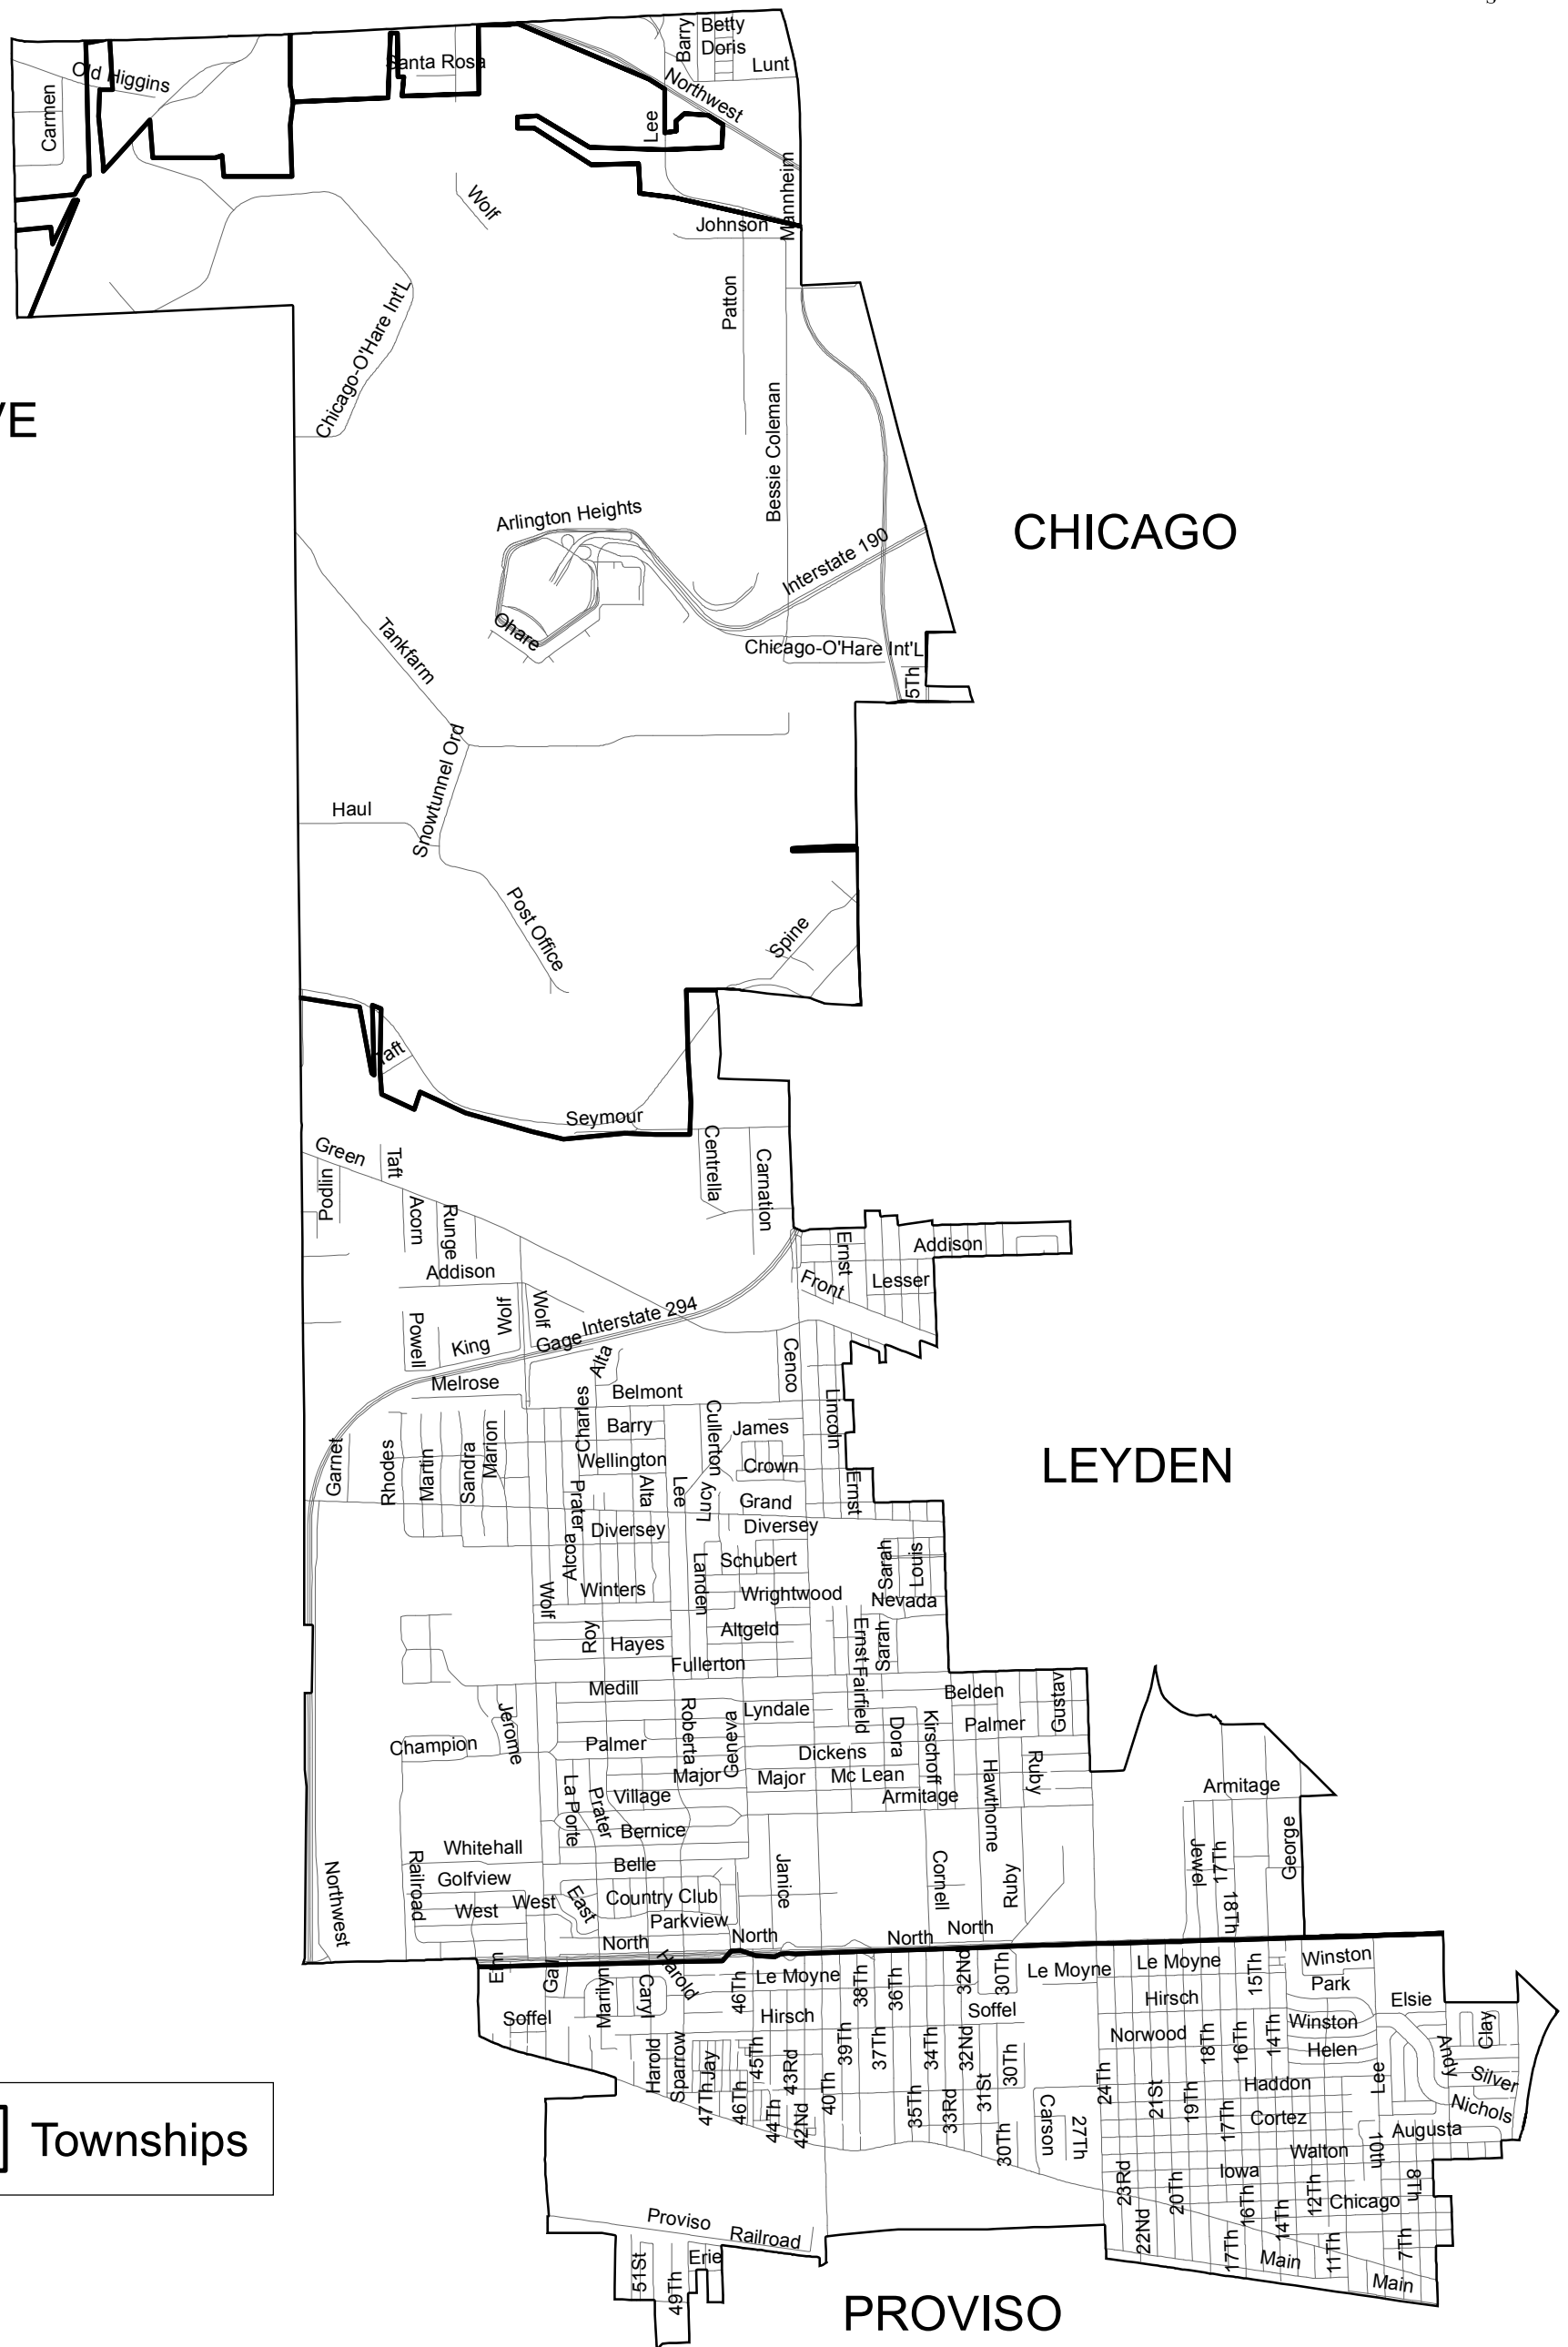 g
Betty
Barry
Doris
Santa Rosa
Lunt
Old Higgins
Northwest
Carmen
Lee
Mannheim
Wolf
Johnson
Patton
Chicago-O'Hare Int'L
VE
Bessie Coleman
Arlington Heights
CHICAGO
Interstate 190
Ohare
Tankfarm
Chicago-O'Hare Int'L
5Th
Snowtunnel Ord
Haul
Post Office
Spine
Taft
Seymour
Green
Taft
Centrella
Carnation
Podlin
Acorn
Runge
Ernst
Addison
Addison
Front
Lesser
Wolf
Wolf
Interstate 294
Powell
King
Gage
Alta
Cenco
Melrose
Belmont
Charles
Cullerton
Lincoln
Barry
James
Marion
Garnet
Rhodes
Martin
Sandra
Wellington
Crown
LEYDEN
Prater
Alta
Lee
Lucy
Grand
Ernst
Diversey
Diversey
Alcoa
Schubert
Sarah
Louis
Landen
Winters
Wolf
Wrightwood
Nevada
Roy
Hayes
Altgeld
Ernst
Sarah
Fullerton
Medill
Fairfield
Belden
Gustav
Jerome
Roberta
Geneva
Lyndale
Dora
Kirschoff
Palmer
Champion
Palmer
Dickens
Hawthorne
Ruby
Major
Major
Mc Lean
La Porte
Prater
Village
Armitage
Armitage
Bernice
Whitehall
Belle
Janice
Cornell
Ruby
Jewel
17Th
George
Railroad
Golfview
Northwest
West
West
East
Country Club
18Th
Parkview
North
North
North
North
Elm
Gail
Marilyn
Caryl
Harold
46Th
Le Moyne
38Th
36Th
32Nd
30Th
Le Moyne
Le Moyne
15Th
Winston
Park
Soffel
Hirsch
Soffel
Hirsch
Elsie
Winston
Norwood
18Th
16Th
14Th
Helen
Clay
Andy
Harold
Sparrow
Jay
45Th
43Rd
39Th
37Th
34Th
32Nd
30Th
24Th
Haddon
Lee
Silver
47Th
46Th
44Th
42Nd
40Th
35Th
33Rd
31St
21St
19Th
17Th
Cortez
Nichols
Carson
27Th
30Th
Augusta
Walton
10th
Townships
23Rd
Iowa
20Th
16Th
14Th
12Th
Chicago
8Th
Proviso
Railroad
22Nd
17Th
Main
11Th
7Th
51St
49Th
Erie
Main
PROVISO